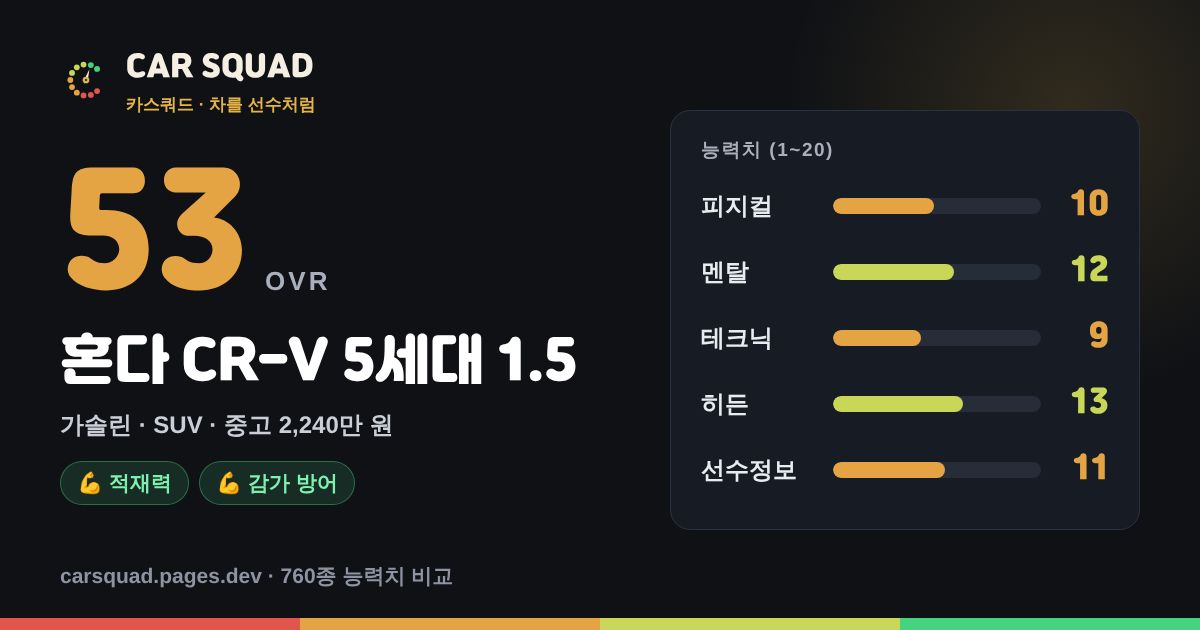 CAR SQUAD
카스쿼드 · 차를 선수처럼
53 OVR
혼다 CR-V 5세대 1.5
가솔린 · SUV · 중고 2,240만 원
💪 적재력 💪 감가 방어
carsquad.pages.dev · 760종 능력치 비교
능력치 (1~20)
피지컬 10
멘탈 12
테크닉 9
히든 13
선수정보 11